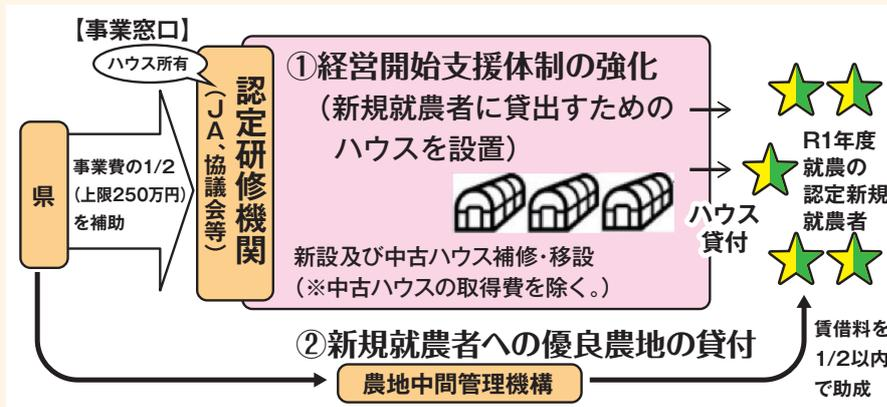 【事業窓口】
ハウス所有
県
事業費の1/2
(上限250万円)
を補助
認定研修機関
(JA、協議会等)
①経営開始支援体制の強化
(新規就農者に貸出すための
ハウスを設置)
新設及び中古ハウス補修・移設
(※中古ハウスの取得費を除く。)
ハウス
貸付
R1年度
就農の
認定新規
就農者
②新規就農者への優良農地の貸付
農地中間管理機構
賃借料を
1/2以内
で助成